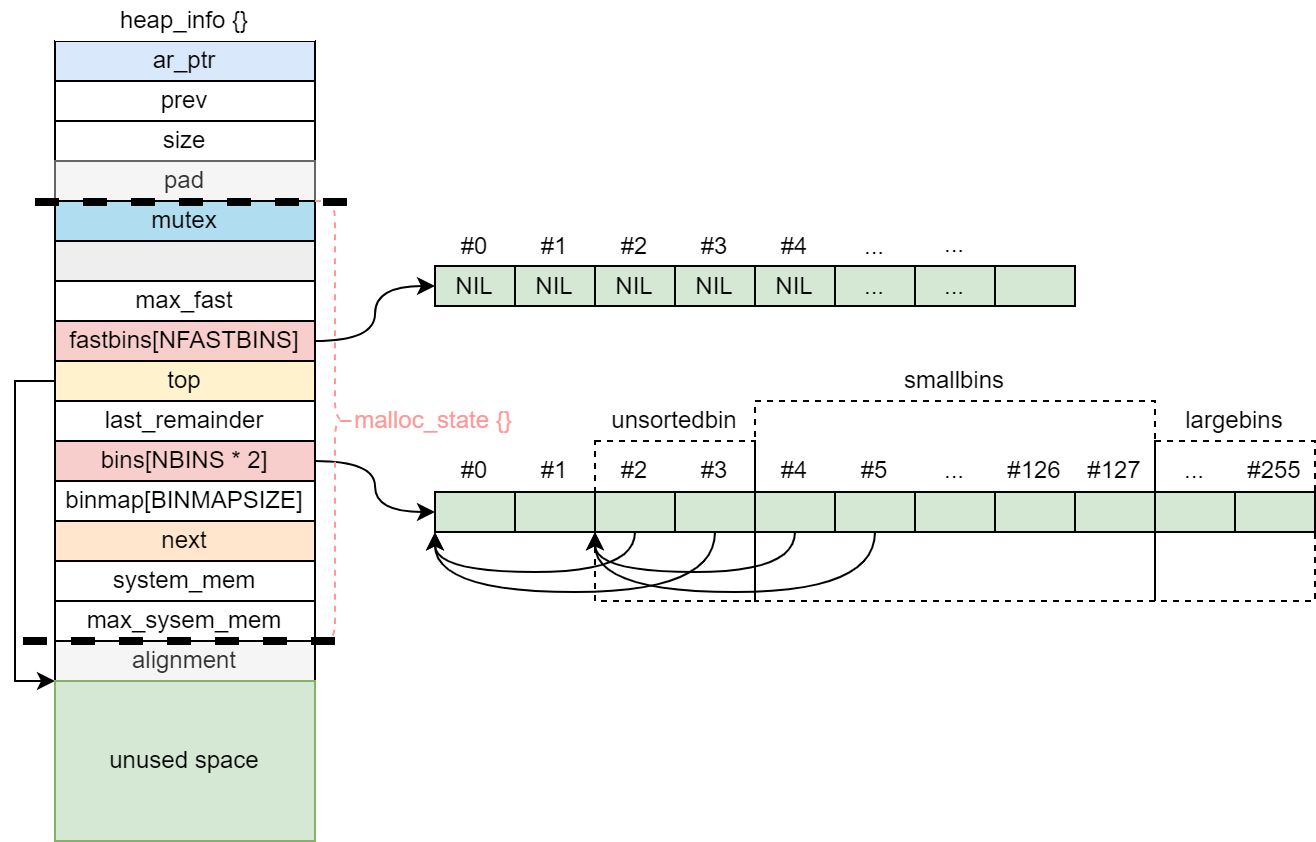 heap_info {}
ar_ptr
prev
size
pad
mutex
max_fast
fastbins[NFASTBINS]
top
last_remainder
bins[NBINS * 2]
binmap[BINMAPSIZE]
next
system_mem
max_sysem_mem
alignment
unused space
malloc_state {}
#0 #1 #2 #3 #4 ... ...
NIL NIL NIL NIL NIL ... ...
smallbins
unsortedbin largebins
#0 #1 #2 #3 #4 #5 ... #126 #127 ... #255